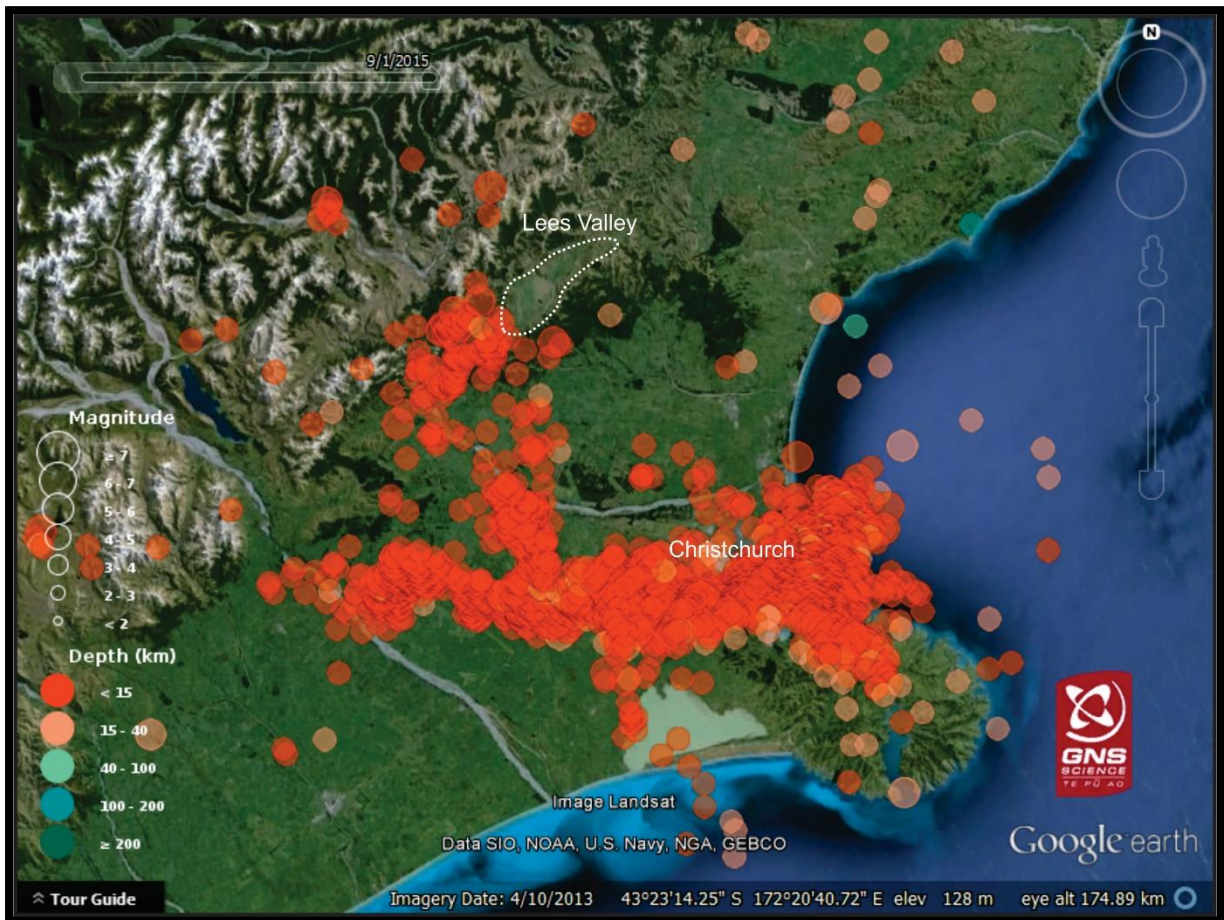 9/1/2015
N
Lees Valley
Magnitude
≥ 7
6 - 7
5 - 6
4 - 5
3 - 4
2 - 3
< 2
Christchurch
Depth (km)
< 15
15 - 40
40 - 100
100 - 200
≥ 200
GNS
SCIENCE
TE PŪ AO
Image Landsat
Data SIO, NOAA, U.S. Navy, NGA, GEBCO
Google earth
Tour Guide
Imagery Date: 4/10/2013 43°23'14.25" S 172°20'40.72" E elev 128 m eye alt 174.89 km